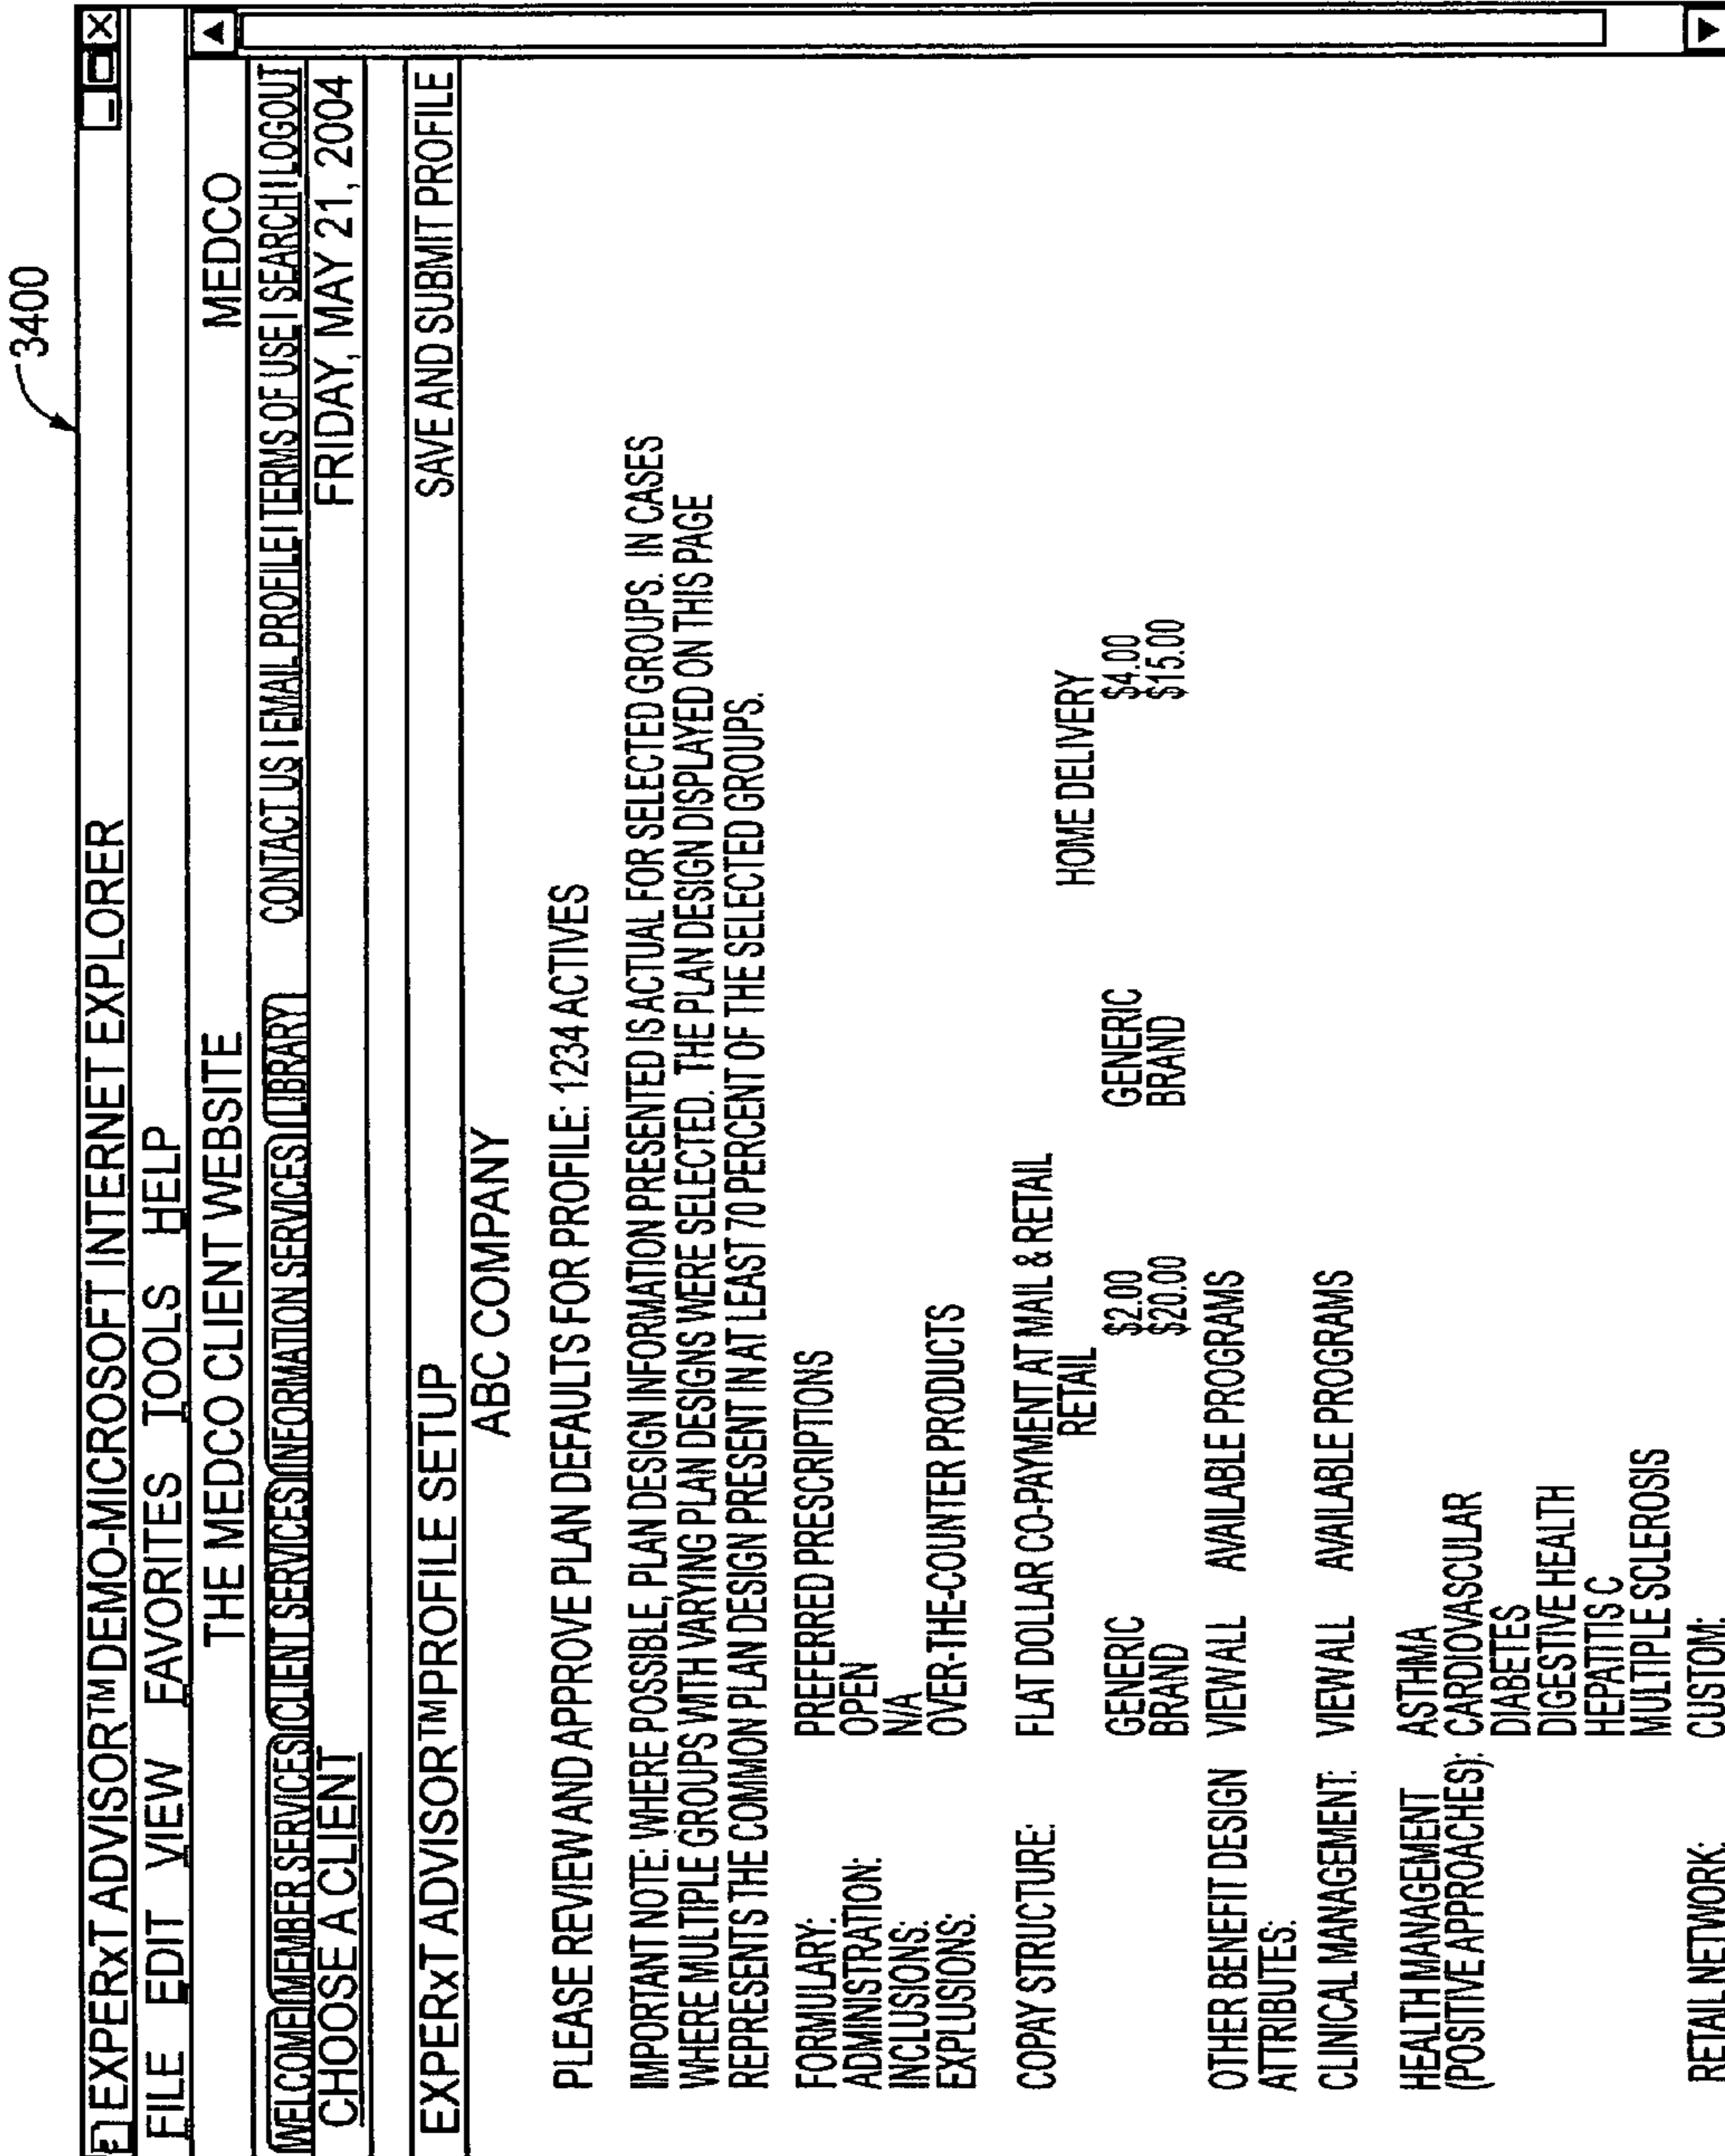 3400
EXPERxT ADVISOR™DEMO-MICROSOFT INTERNET EXPLORER
FILE EDIT VIEW FAVORITES TOOLS HELP
THE MEDCO CLIENT WEBSITE MEDCO
WELCOME MEMBER SERVICES CLIENT SERVICES INFORMATION SERVICES LIBRARY CONTACT US I EMAIL PROFILE I TERMS OF USE I SEARCH I LOGOUT
CHOOSE A CLIENT FRIDAY, MAY 21, 2004
EXPERxT ADVISOR™PROFILE SETUP SAVE AND SUBMIT PROFILE
ABC COMPANY
PLEASE REVIEW AND APPROVE PLAN DEFAULTS FOR PROFILE: 1234 ACTIVES
IMPORTANT NOTE: WHERE POSSIBLE, PLAN DESIGN INFORMATION PRESENTED IS ACTUAL FOR SELECTED GROUPS. IN CASES
WHERE MULTIPLE GROUPS WITH VARYING PLAN DESIGNS WERE SELECTED. THE PLAN DESIGN DISPLAYED ON THIS PAGE
REPRESENTS THE COMMON PLAN DESIGN PRESENT IN AT LEAST 70 PERCENT OF THE SELECTED GROUPS.
FORMULARY: PREFERRED PRESCRIPTIONS
ADMINISTRATION: OPEN
INCLUSIONS: N/A
EXPLUSIONS: OVER-THE-COUNTER PRODUCTS
COPAY STRUCTURE: FLAT DOLLAR CO-PAYMENT AT MAIL & RETAIL
RETAIL HOME DELIVERY
GENERIC $2.00 GENERIC $4.00
BRAND $20.00 BRAND $15.00
OTHER BENEFIT DESIGN VIEW ALL AVAILABLE PROGRAMS
ATTRIBUTES:
CLINICAL MANAGEMENT: VIEW ALL AVAILABLE PROGRAMS
HEALTH MANAGEMENT ASTHMA
(POSITIVE APPROACHES): CARDIOVASCULAR
DIABETES
DIGESTIVE HEALTH
HEPATITIS C
MULTIPLE SCLEROSIS
RETAIL NETWORK: CUSTOM: